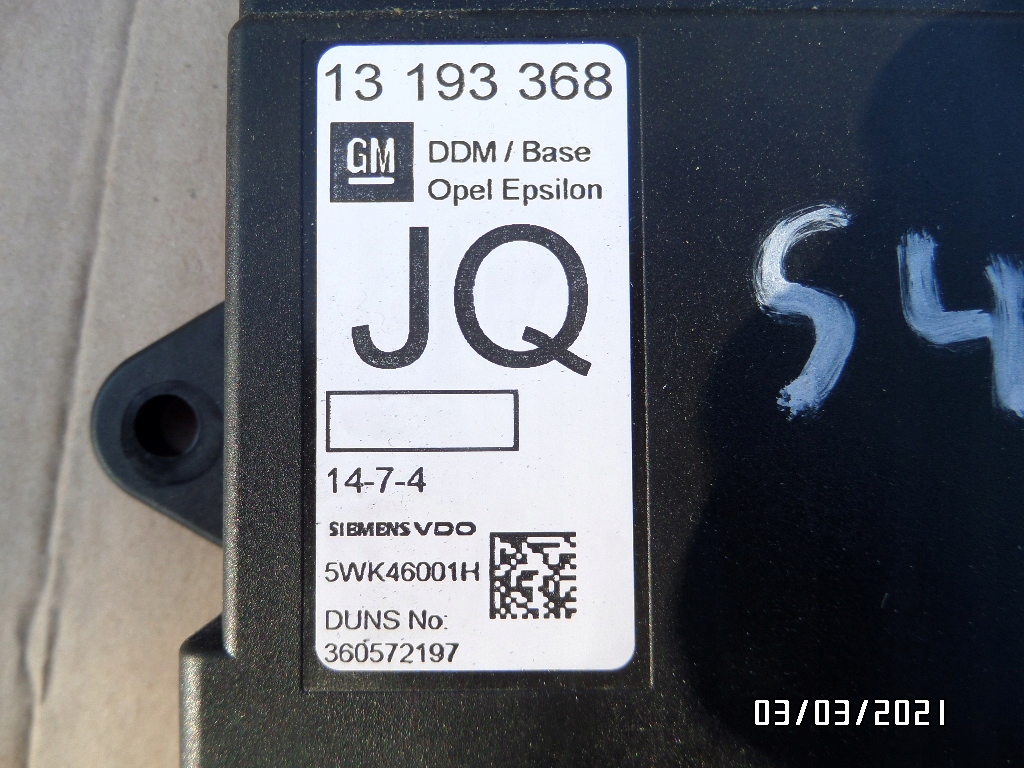 13 193 368
GM
DDM / Base
Opel Epsilon
JQ
14-7-4
SIEMENS VDO
5WK46001H
DUNS No:
360572197
S4
03/03/2021